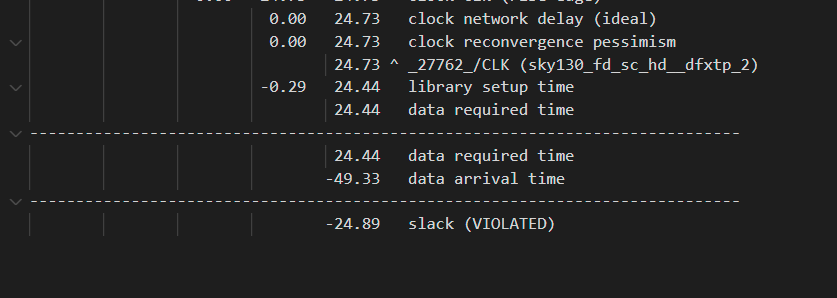 0.00 24.73 clock network delay (ideal)
0.00 24.73 clock reconvergence pessimism
24.73 ^ _27762_/CLK (sky130_fd_sc_hd__dfxtp_2)
-0.29 24.44 library setup time
24.44 data required time
-----------------------------------------------------------------------------
24.44 data required time
-49.33 data arrival time
-----------------------------------------------------------------------------
-24.89 slack (VIOLATED)